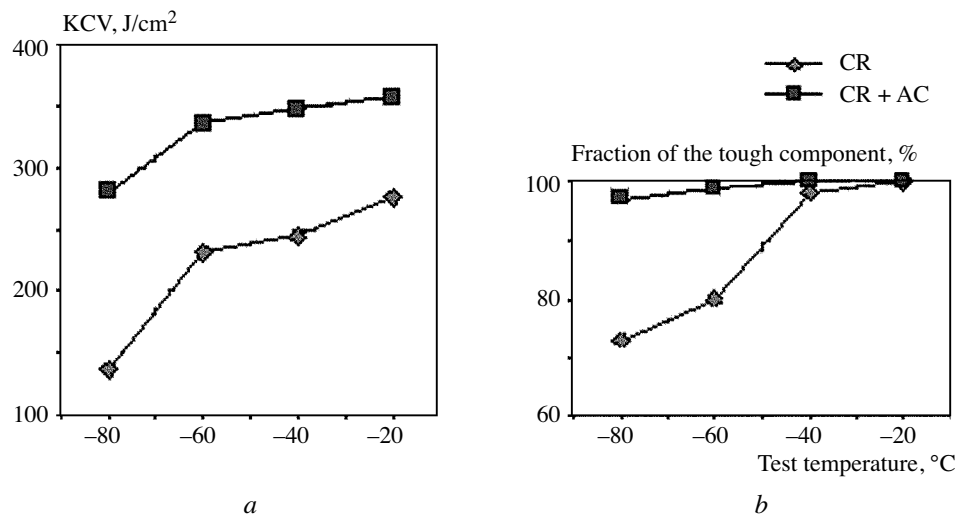 KCV, J/cm²
400
300
200
100
–80 –60 –40 –20
a
CR
CR + AC
Fraction of the tough component, %
100
80
60
–80 –60 –40 –20
Test temperature, °C
b